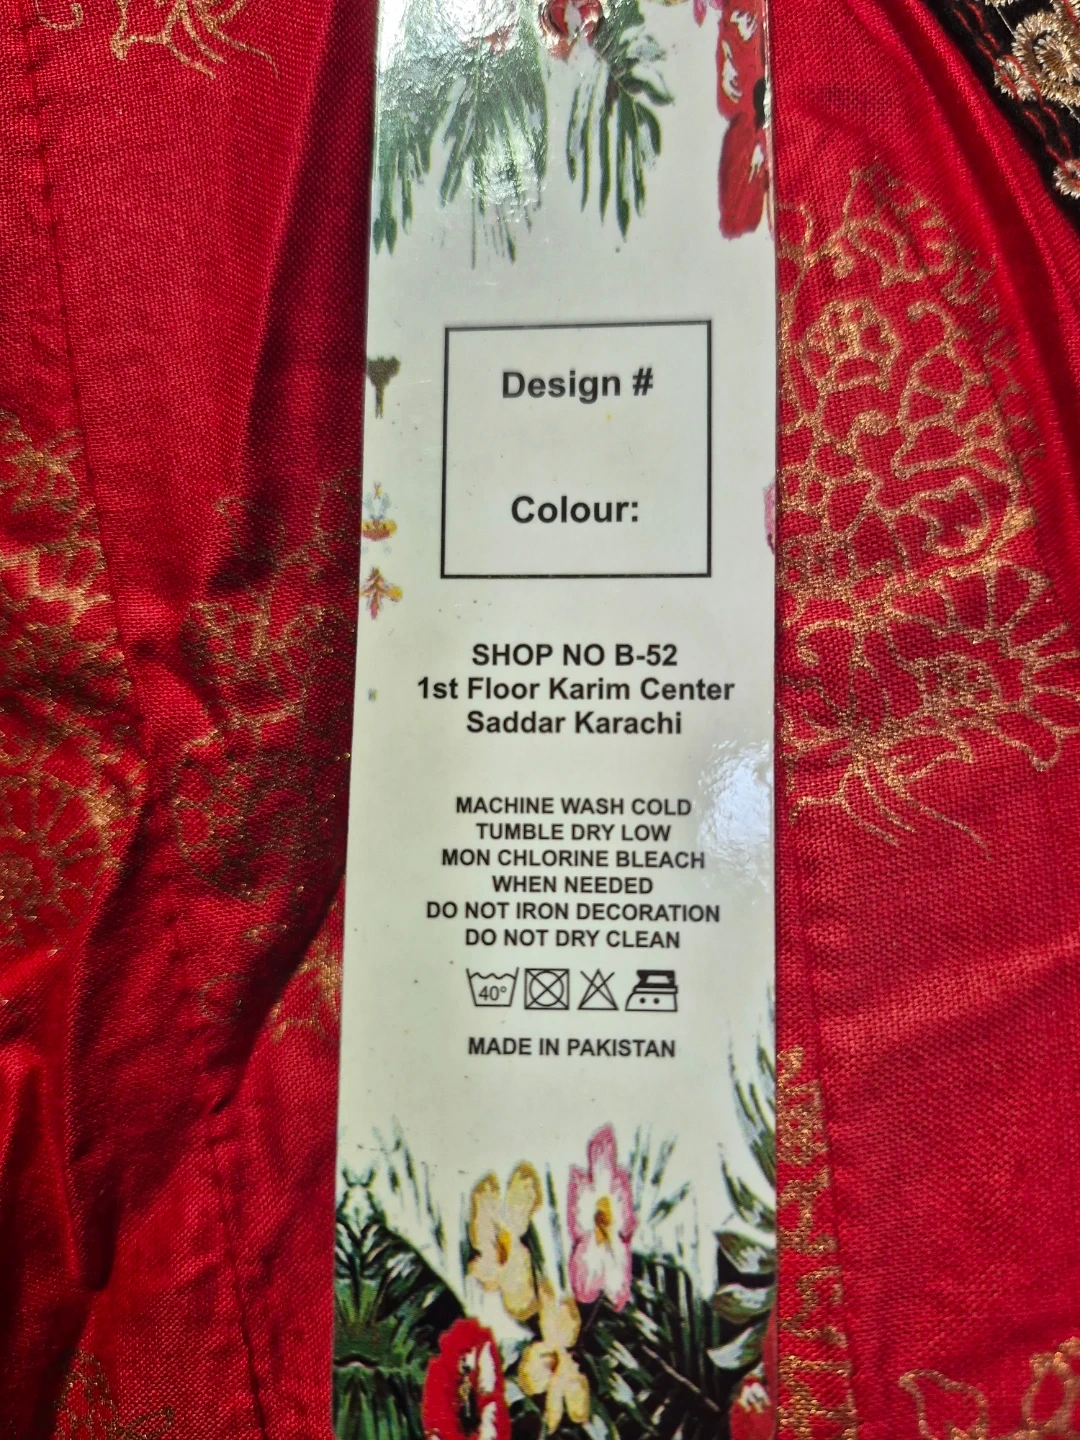 Design #
Colour:
SHOP NO B-52
1st Floor Karim Center
Saddar Karachi
MACHINE WASH COLD
TUMBLE DRY LOW
MON CHLORINE BLEACH
WHEN NEEDED
DO NOT IRON DECORATION
DO NOT DRY CLEAN
40°
MADE IN PAKISTAN